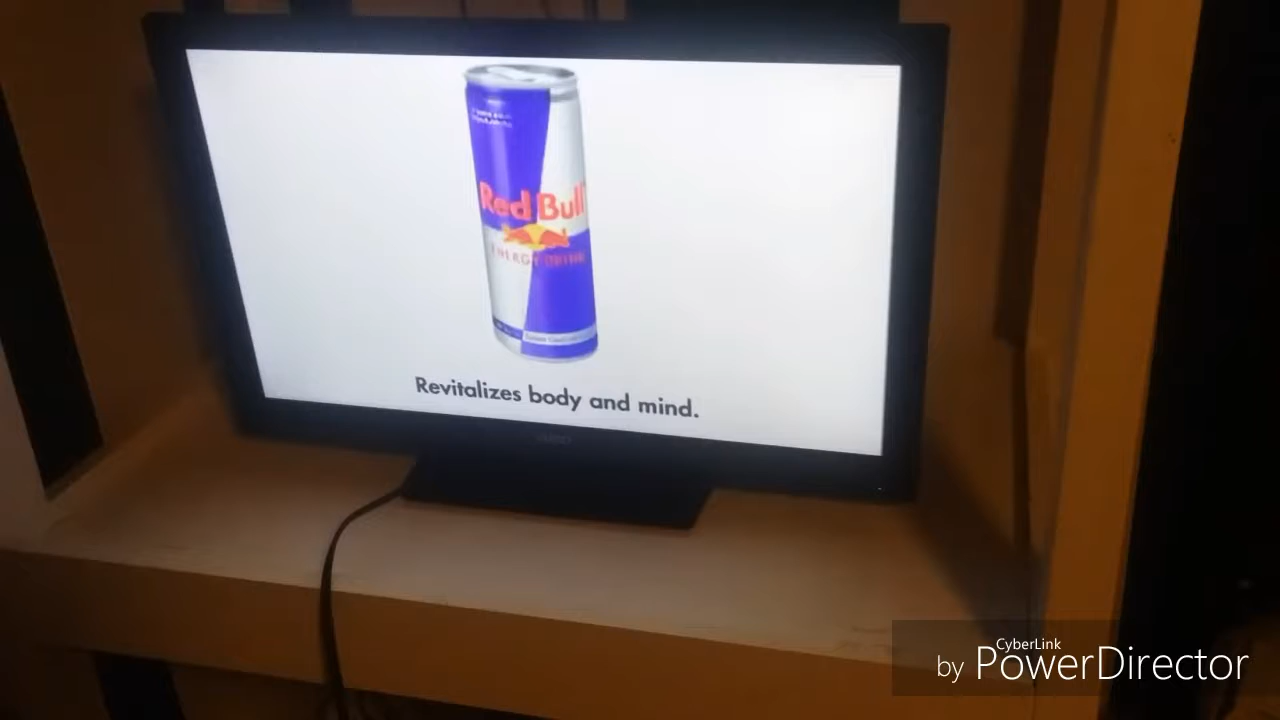 Red Bull
ENERGY DRINK
Revitalizes body and mind.
CyberLink
by PowerDirector